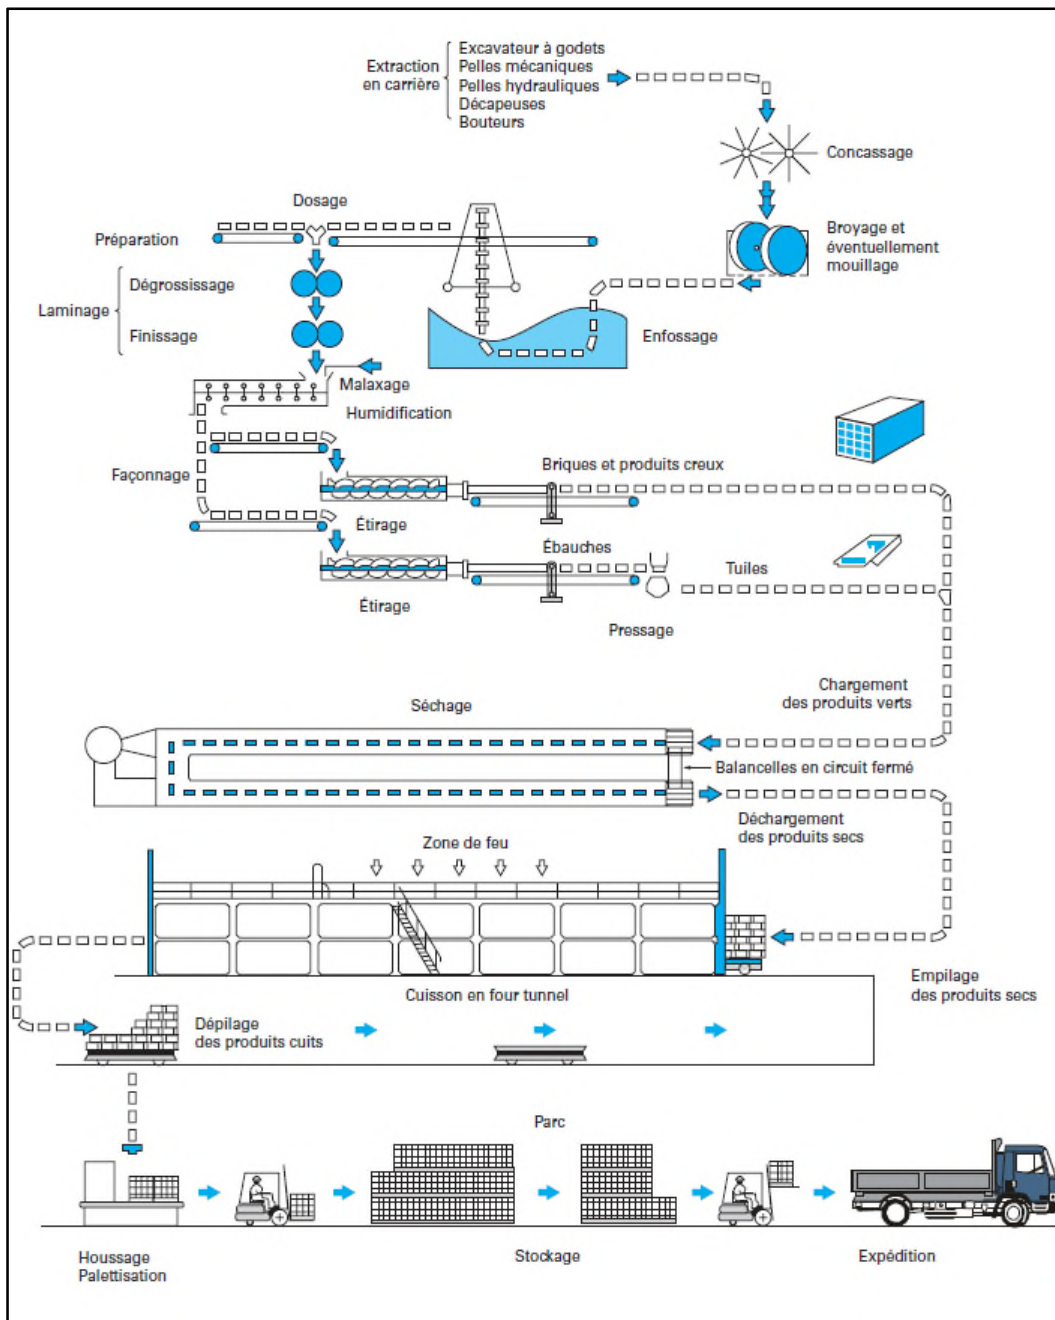 Extraction
en carrière
Excavateur à godets
Pelles mécaniques
Pelles hydrauliques
Décapeuses
Bouteurs
Concassage
Dosage
Préparation
Broyage et
éventuellement
mouillage
Dégrossissage
Laminage
Finissage
Enfossage
Malaxage
Humidification
Façonnage
Briques et produits creux
Étirage
Ébauches
Tuiles
Étirage
Pressage
Chargement
des produits verts
Séchage
Balancelles en circuit fermé
Déchargement
des produits secs
Zone de feu
Cuisson en four tunnel
Empilage
des produits secs
Dépilage
des produits cuits
Parc
Houssage
Palettisation
Stockage
Expédition